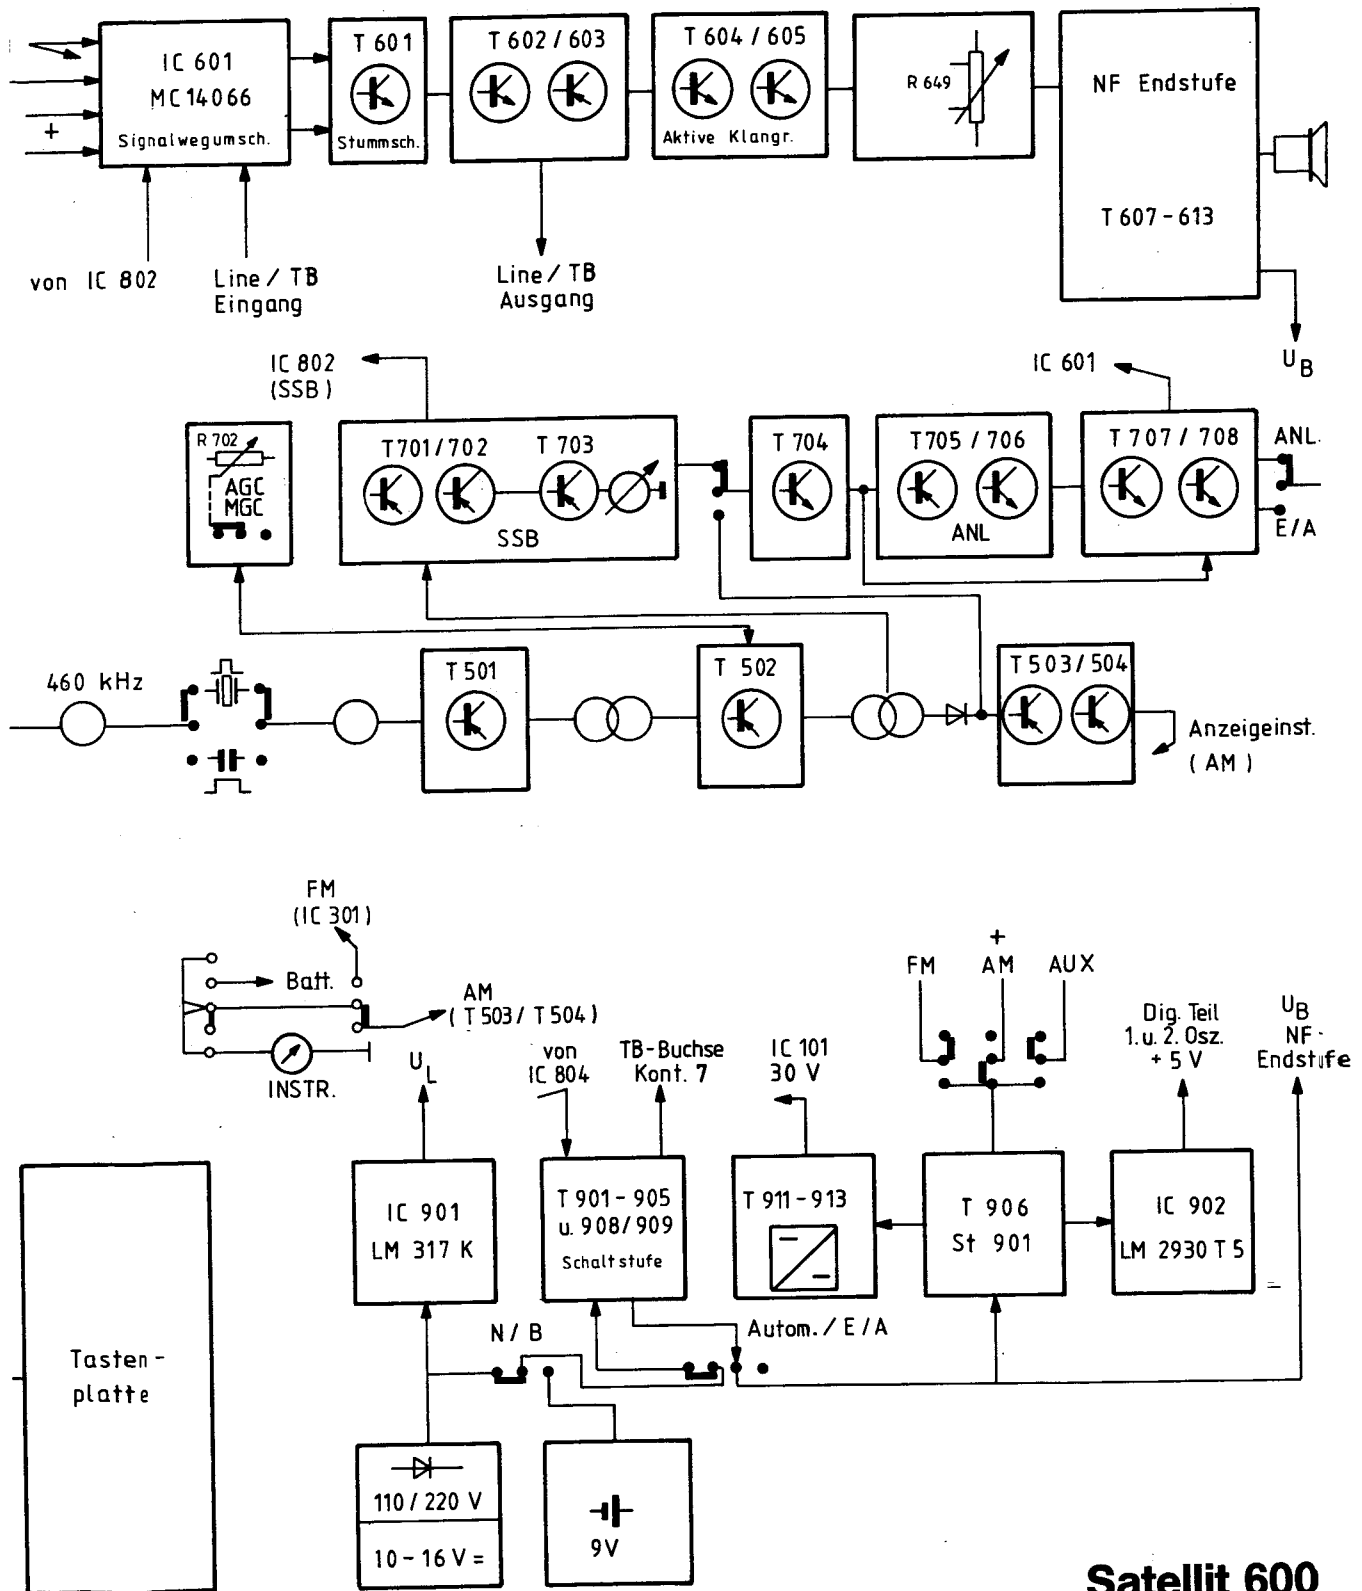 IC 601
MC 14066
Signalwegumsch.
+
T 601
Stummsch.
T 602 / 603
T 604 / 605
Aktive Klangr.
R 649
NF Endstufe
T 607 - 613
von IC 802
Line / TB
Eingang
Line / TB
Ausgang
U B
IC 802
(SSB)
IC 601
R 702
AGC
MGC
T 701 / 702
T 703
SSB
T 704
T 705 / 706
ANL
T 707 / 708
ANL.
E/A
460 kHz
T 501
T 502
T 503 / 504
Anzeigeinst.
( AM )
FM
(IC 301)
Batt.
AM
( T 503 / T 504 )
INSTR.
U L
von
IC 804
TB-Buchse
Kont. 7
IC 101
30 V
+
FM
AM
AUX
Dig. Teil
1. u. 2. Osz.
+ 5 V
U B
NF-
Endstufe
Tasten-
platte
IC 901
LM 317 K
T 901 - 905
u. 908/909
Schaltstufe
T 911 - 913
T 906
St 901
IC 902
LM 2930 T 5
N / B
Autom. / E / A
110 / 220 V
10 - 16 V =
9V
Satellit 600